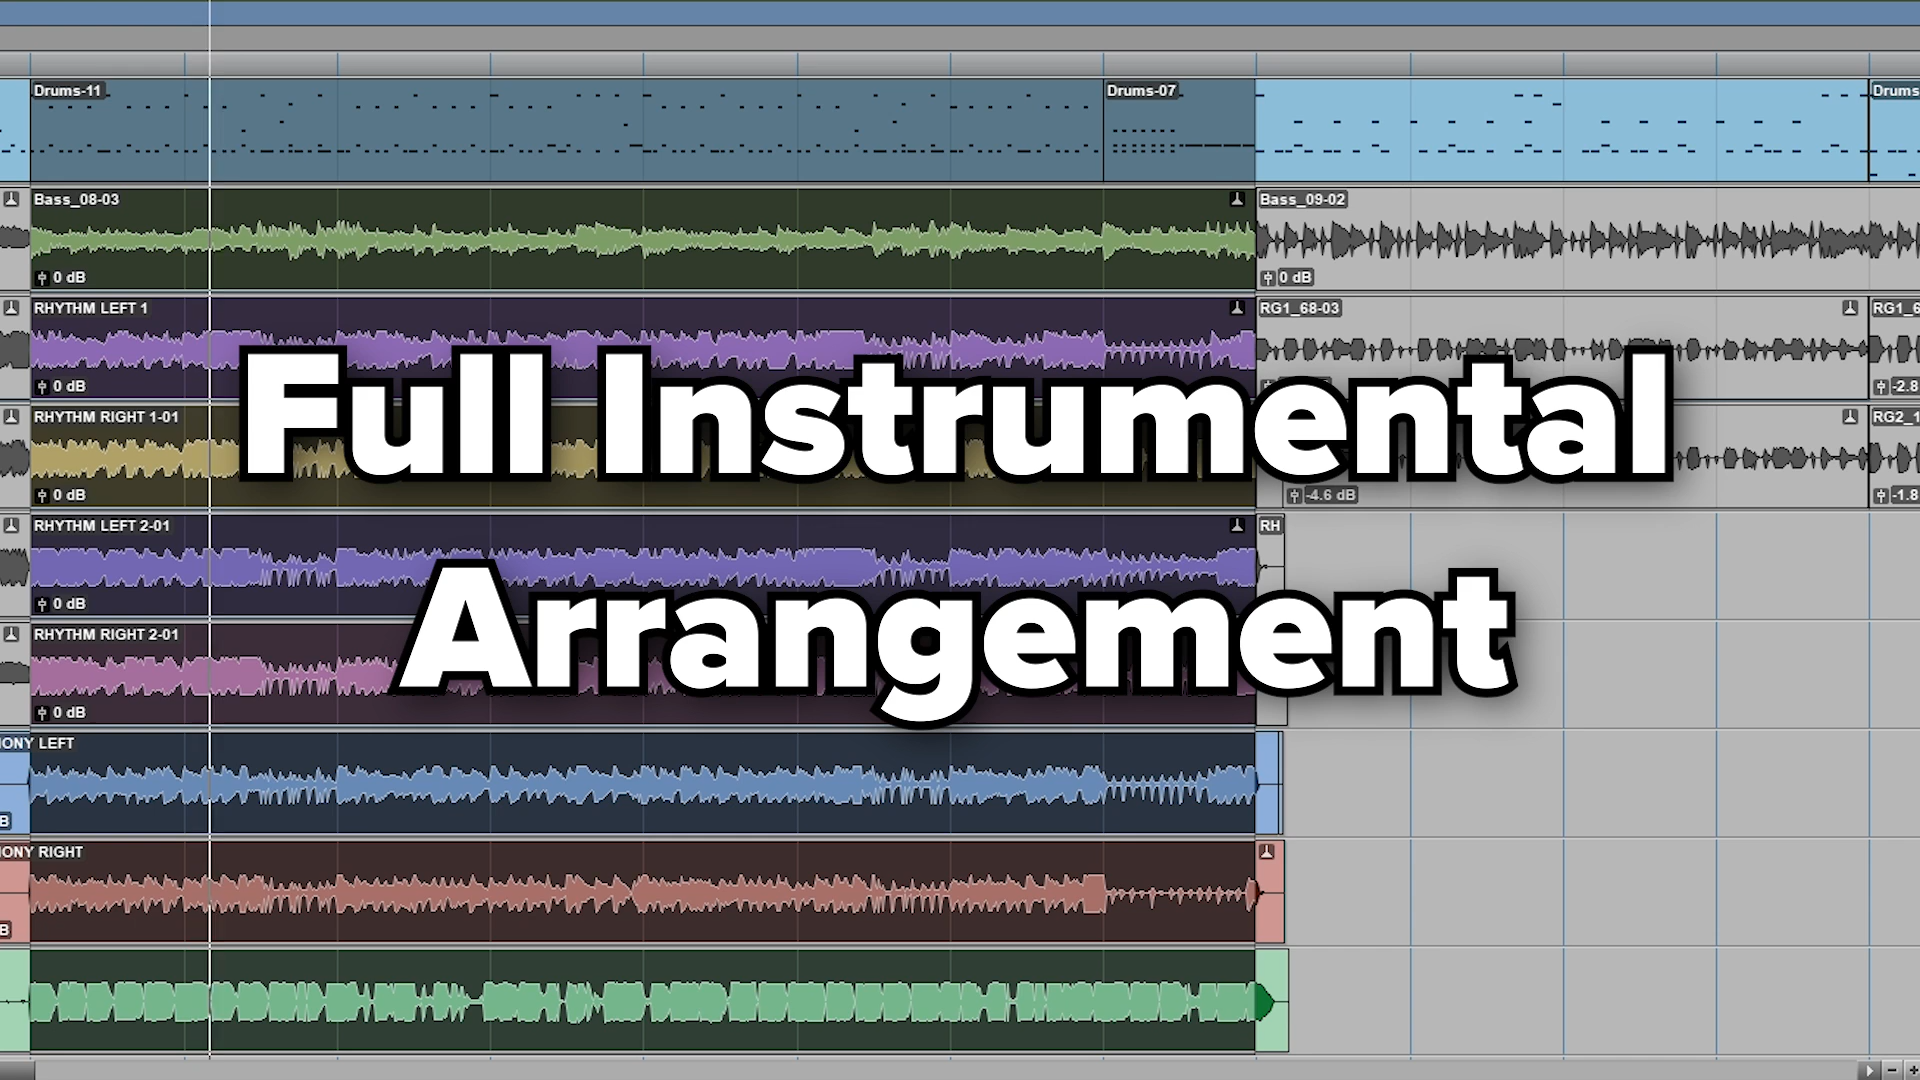 Drums-11
Drums-07
Drums
Bass_08-03
Bass_09-02
0 dB
0 dB
RHYTHM LEFT 1
RG1_68-03
RG1_6
0 dB
-2.8
RHYTHM RIGHT 1-01
RG2_1
0 dB
-4.6 dB
-1.8
Full Instrumental
RHYTHM LEFT 2-01
RH
0 dB
RHYTHM RIGHT 2-01
0 dB
Arrangement
IONY LEFT
B
IONY RIGHT
B